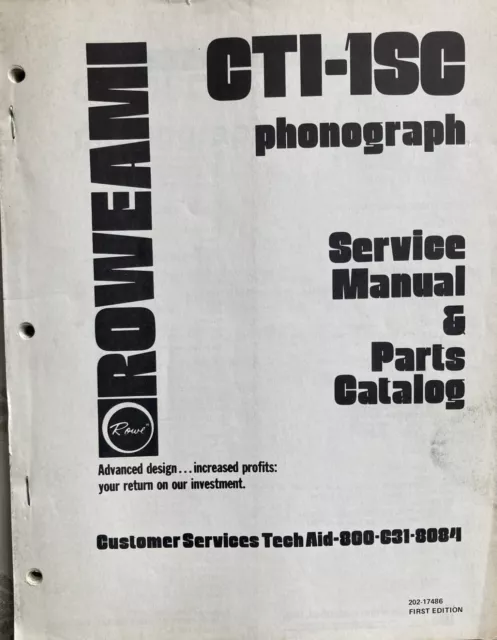 CTI-1SC
phonograph
ROWEAMI
Rowe
Service
Manual
&
Parts
Catalog
Advanced design...increased profits:
your return on our investment.
Customer Services Tech Aid-800-631-8084
202-17486
FIRST EDITION